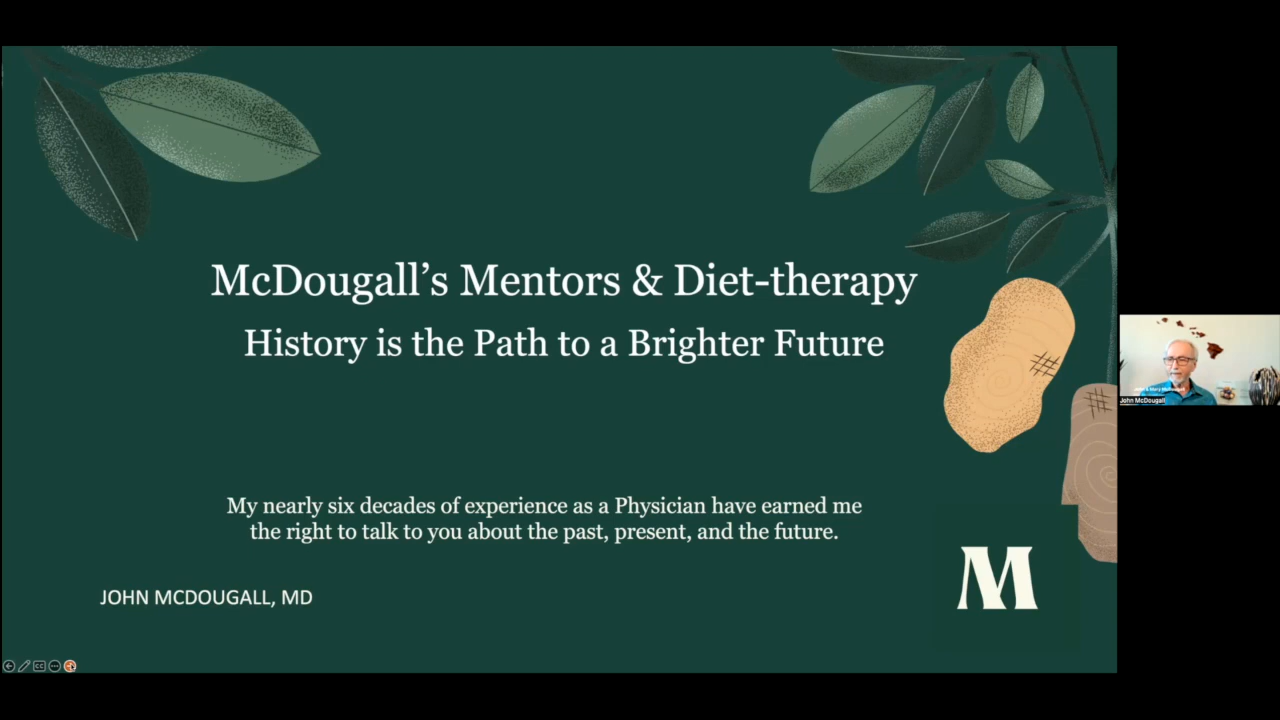 McDougall’s Mentors & Diet-therapy
History is the Path to a Brighter Future
My nearly six decades of experience as a Physician have earned me
the right to talk to you about the past, present, and the future.
JOHN MCDOUGALL, MD
M
John McDougall